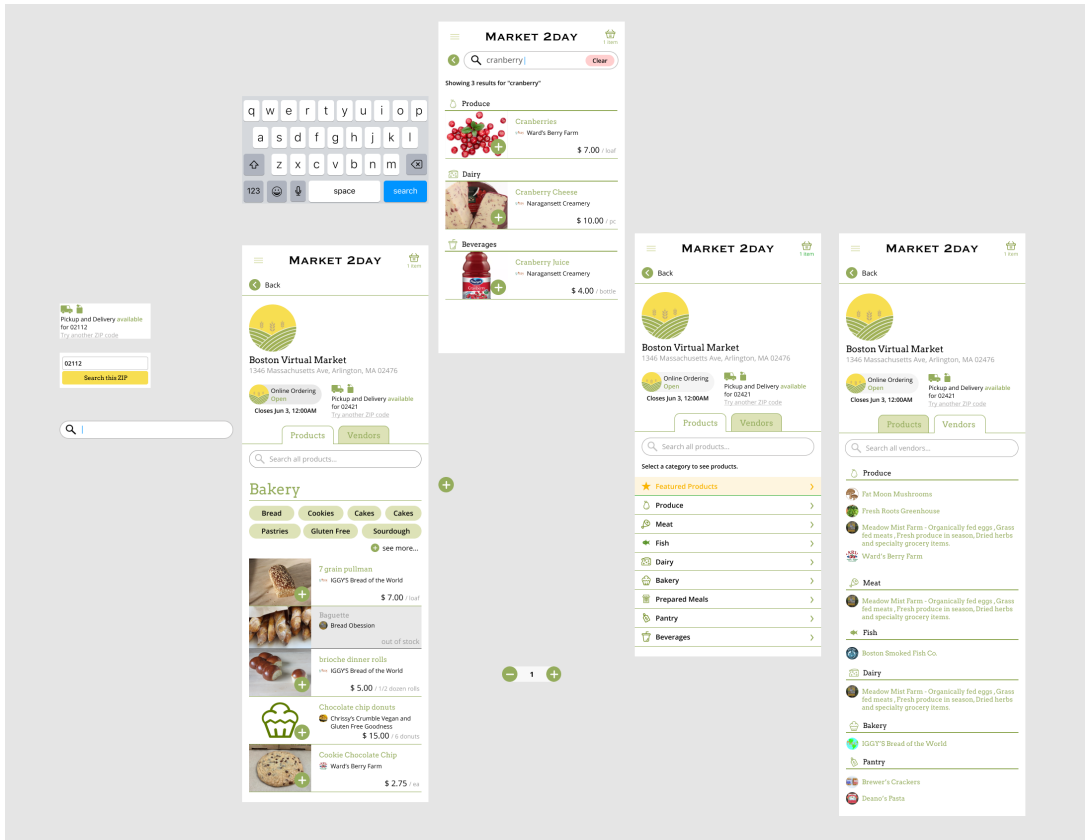 Pickup and Delivery available
for 02112
Try another ZIP code
02112
Search this ZIP
q w e r t y u i o p
a s d f g h j k l
z x c v b n m
123 space search
MARKET 2DAY
1 item
Back
Boston Virtual Market
1346 Massachusetts Ave, Arlington, MA 02476
Online Ordering
Open
Closes Jun 3, 12:00AM
Pickup and Delivery available
for 02421
Try another ZIP code
Products Vendors
Search all products...
Bakery
Bread Cookies Cakes Cakes
Pastries Gluten Free Sourdough
see more...
7 grain pullman
IGGY'S Bread of the World
$ 7.00 / loaf
Baguette
Bread Obession
out of stock
brioche dinner rolls
IGGY'S Bread of the World
$ 5.00 / 1/2 dozen rolls
Chocolate chip donuts
Chrissy's Crumble Vegan and
Gluten Free Goodness
$ 15.00 / 6 donuts
Cookie Chocolate Chip
Ward's Berry Farm
$ 2.75 / ea
MARKET 2DAY
1 item
cranberry
Clear
Showing 3 results for "cranberry"
Produce
Cranberries
Ward's Berry Farm
$ 7.00 / loaf
Dairy
Cranberry Cheese
Naragansett Creamery
$ 10.00 / pc
Beverages
Cranberry Juice
Naragansett Creamery
$ 4.00 / bottle
1
MARKET 2DAY
1 item
Back
Boston Virtual Market
1346 Massachusetts Ave, Arlington, MA 02476
Online Ordering
Open
Closes Jun 3, 12:00AM
Pickup and Delivery available
for 02421
Try another ZIP code
Products Vendors
Search all products...
Select a category to see products.
Featured Products
Produce
Meat
Fish
Dairy
Bakery
Prepared Meals
Pantry
Beverages
MARKET 2DAY
1 item
Back
Boston Virtual Market
1346 Massachusetts Ave, Arlington, MA 02476
Online Ordering
Open
Closes Jun 3, 12:00AM
Pickup and Delivery available
for 02421
Try another ZIP code
Products Vendors
Search all vendors...
Produce
Fat Moon Mushrooms
Fresh Roots Greenhouse
Meadow Mist Farm - Organically fed eggs , Grass
fed meats , Fresh produce in season, Dried herbs
and specialty grocery items.
Ward's Berry Farm
Meat
Meadow Mist Farm - Organically fed eggs , Grass
fed meats , Fresh produce in season, Dried herbs
and specialty grocery items.
Fish
Boston Smoked Fish Co.
Dairy
Meadow Mist Farm - Organically fed eggs , Grass
fed meats , Fresh produce in season, Dried herbs
and specialty grocery items.
Bakery
IGGY'S Bread of the World
Pantry
Brewer's Crackers
Deano's Pasta